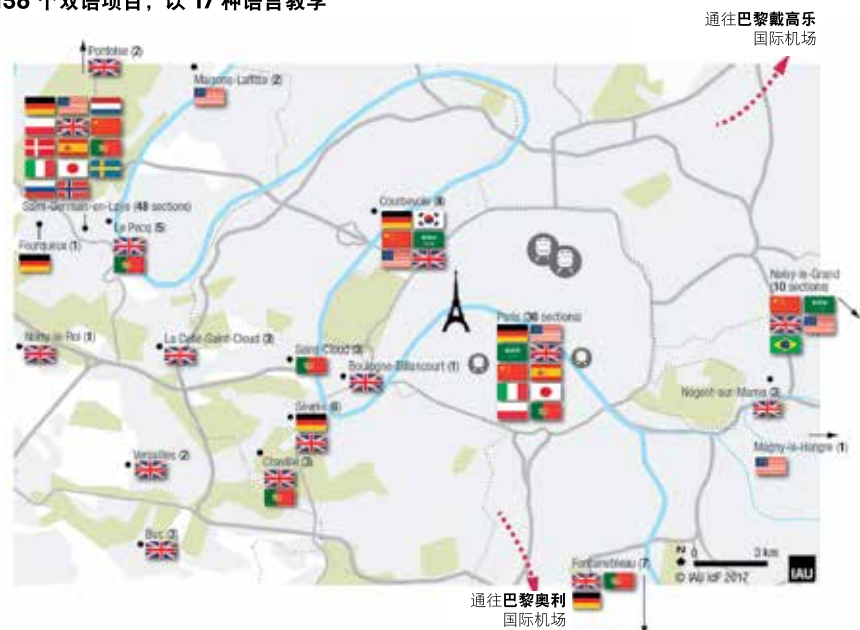 158 个双语项目，以 17 种语言教学
通往巴黎戴高乐
国际机场
Pontoise (2)
Maisons-Laffitte (2)
Saint-Germain-en-Laye (48 sections)
Le Pecq (5)
Fourqueux (1)
Courbevoie (8)
Noisy-le-Grand
(10 sections)
Noisy-le-Roi (1)
La Celle-Saint-Cloud (3)
Saint-Cloud (3)
Boulogne-Billancourt (1)
Paris (36 sections)
Sèvres (6)
Nogent-sur-Marne (3)
Versailles (2)
Chaville (3)
Magny-le-Hongre (1)
Buc (3)
Fontainebleau (7)
N
0
3 km
© IAU IdF 2017
IAU
通往巴黎奥利
国际机场